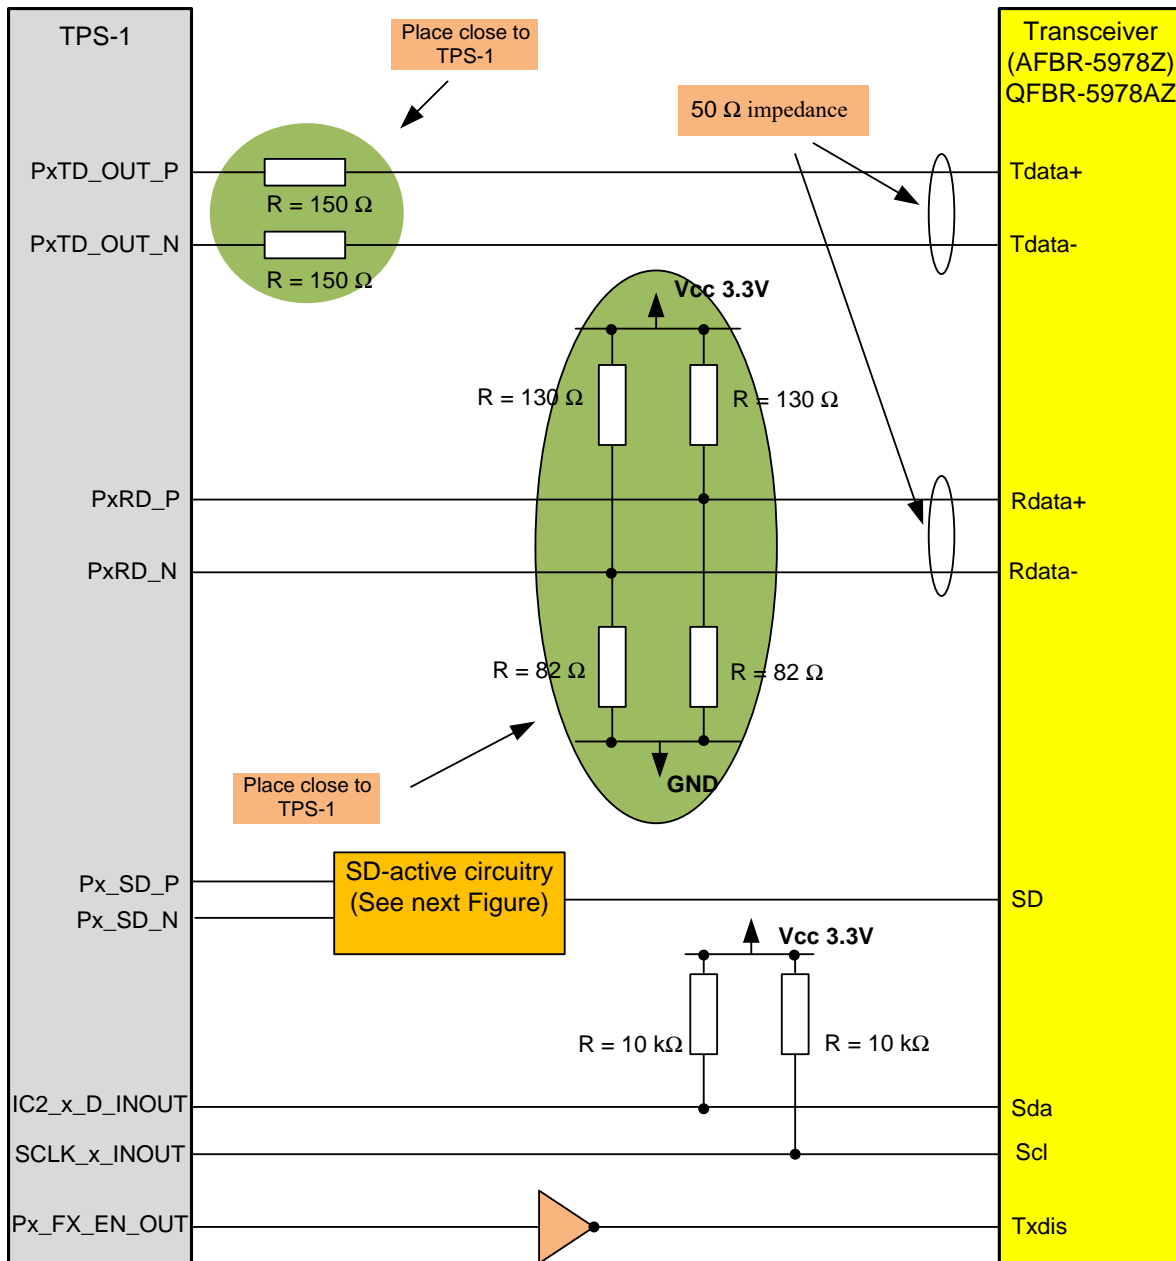 TPS-1
Place close to
TPS-1
Transceiver
(AFBR-5978Z)
QFBR-5978AZ
50 Ω impedance
PxTD_OUT_P
R = 150 Ω
Tdata+
PxTD_OUT_N
R = 150 Ω
Tdata-
Vcc 3.3V
R = 130 Ω
R = 130 Ω
PxRD_P
Rdata+
PxRD_N
Rdata-
R = 82 Ω
R = 82 Ω
Place close to
TPS-1
GND
Px_SD_P
Px_SD_N
SD-active circuitry
(See next Figure)
SD
Vcc 3.3V
R = 10 kΩ
R = 10 kΩ
IC2_x_D_INOUT
Sda
SCLK_x_INOUT
Scl
Px_FX_EN_OUT
Txdis